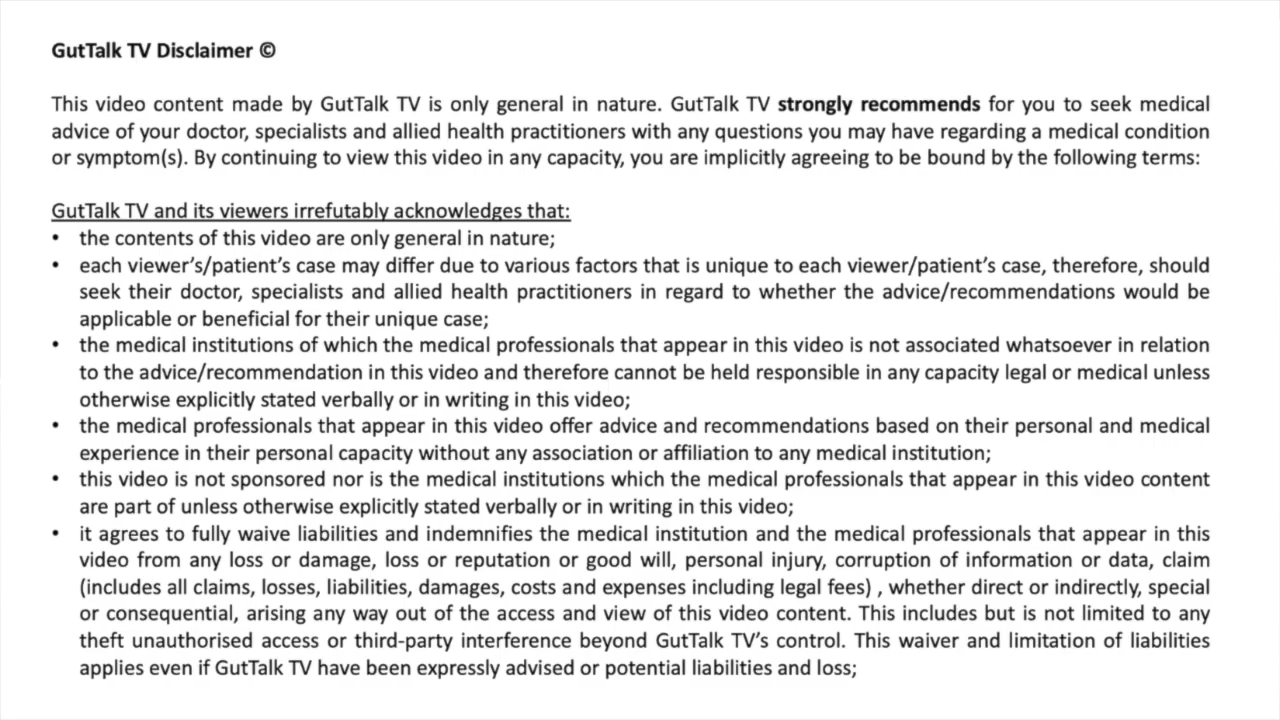 GutTalk TV Disclaimer ©
This video content made by GutTalk TV is only general in nature. GutTalk TV strongly recommends for you to seek medical
advice of your doctor, specialists and allied health practitioners with any questions you may have regarding a medical condition
or symptom(s). By continuing to view this video in any capacity, you are implicitly agreeing to be bound by the following terms:
GutTalk TV and its viewers irrefutably acknowledges that:
• the contents of this video are only general in nature;
• each viewer’s/patient’s case may differ due to various factors that is unique to each viewer/patient’s case, therefore, should
seek their doctor, specialists and allied health practitioners in regard to whether the advice/recommendations would be
applicable or beneficial for their unique case;
• the medical institutions of which the medical professionals that appear in this video is not associated whatsoever in relation
to the advice/recommendation in this video and therefore cannot be held responsible in any capacity legal or medical unless
otherwise explicitly stated verbally or in writing in this video;
• the medical professionals that appear in this video offer advice and recommendations based on their personal and medical
experience in their personal capacity without any association or affiliation to any medical institution;
• this video is not sponsored nor is the medical institutions which the medical professionals that appear in this video content
are part of unless otherwise explicitly stated verbally or in writing in this video;
• it agrees to fully waive liabilities and indemnifies the medical institution and the medical professionals that appear in this
video from any loss or damage, loss or reputation or good will, personal injury, corruption of information or data, claim
(includes all claims, losses, liabilities, damages, costs and expenses including legal fees) , whether direct or indirectly, special
or consequential, arising any way out of the access and view of this video content. This includes but is not limited to any
theft unauthorised access or third-party interference beyond GutTalk TV’s control. This waiver and limitation of liabilities
applies even if GutTalk TV have been expressly advised or potential liabilities and loss;